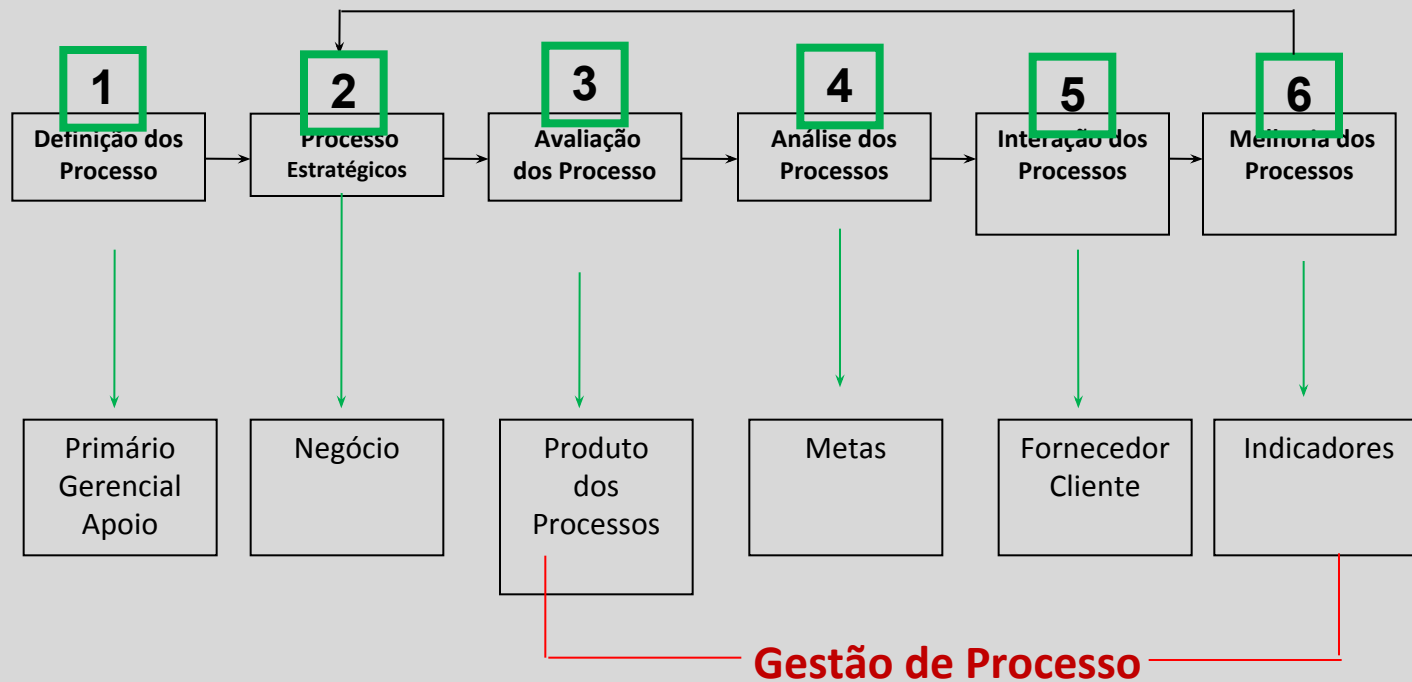 1
Definição dos
Processo
2
Processo
Estratégicos
3
Avaliação
dos Processo
4
Análise dos
Processos
5
Interação dos
Processos
6
Melhoria dos
Processos
Primário
Gerencial
Apoio
Negócio
Produto
dos
Processos
Metas
Fornecedor
Cliente
Indicadores
Gestão de Processo